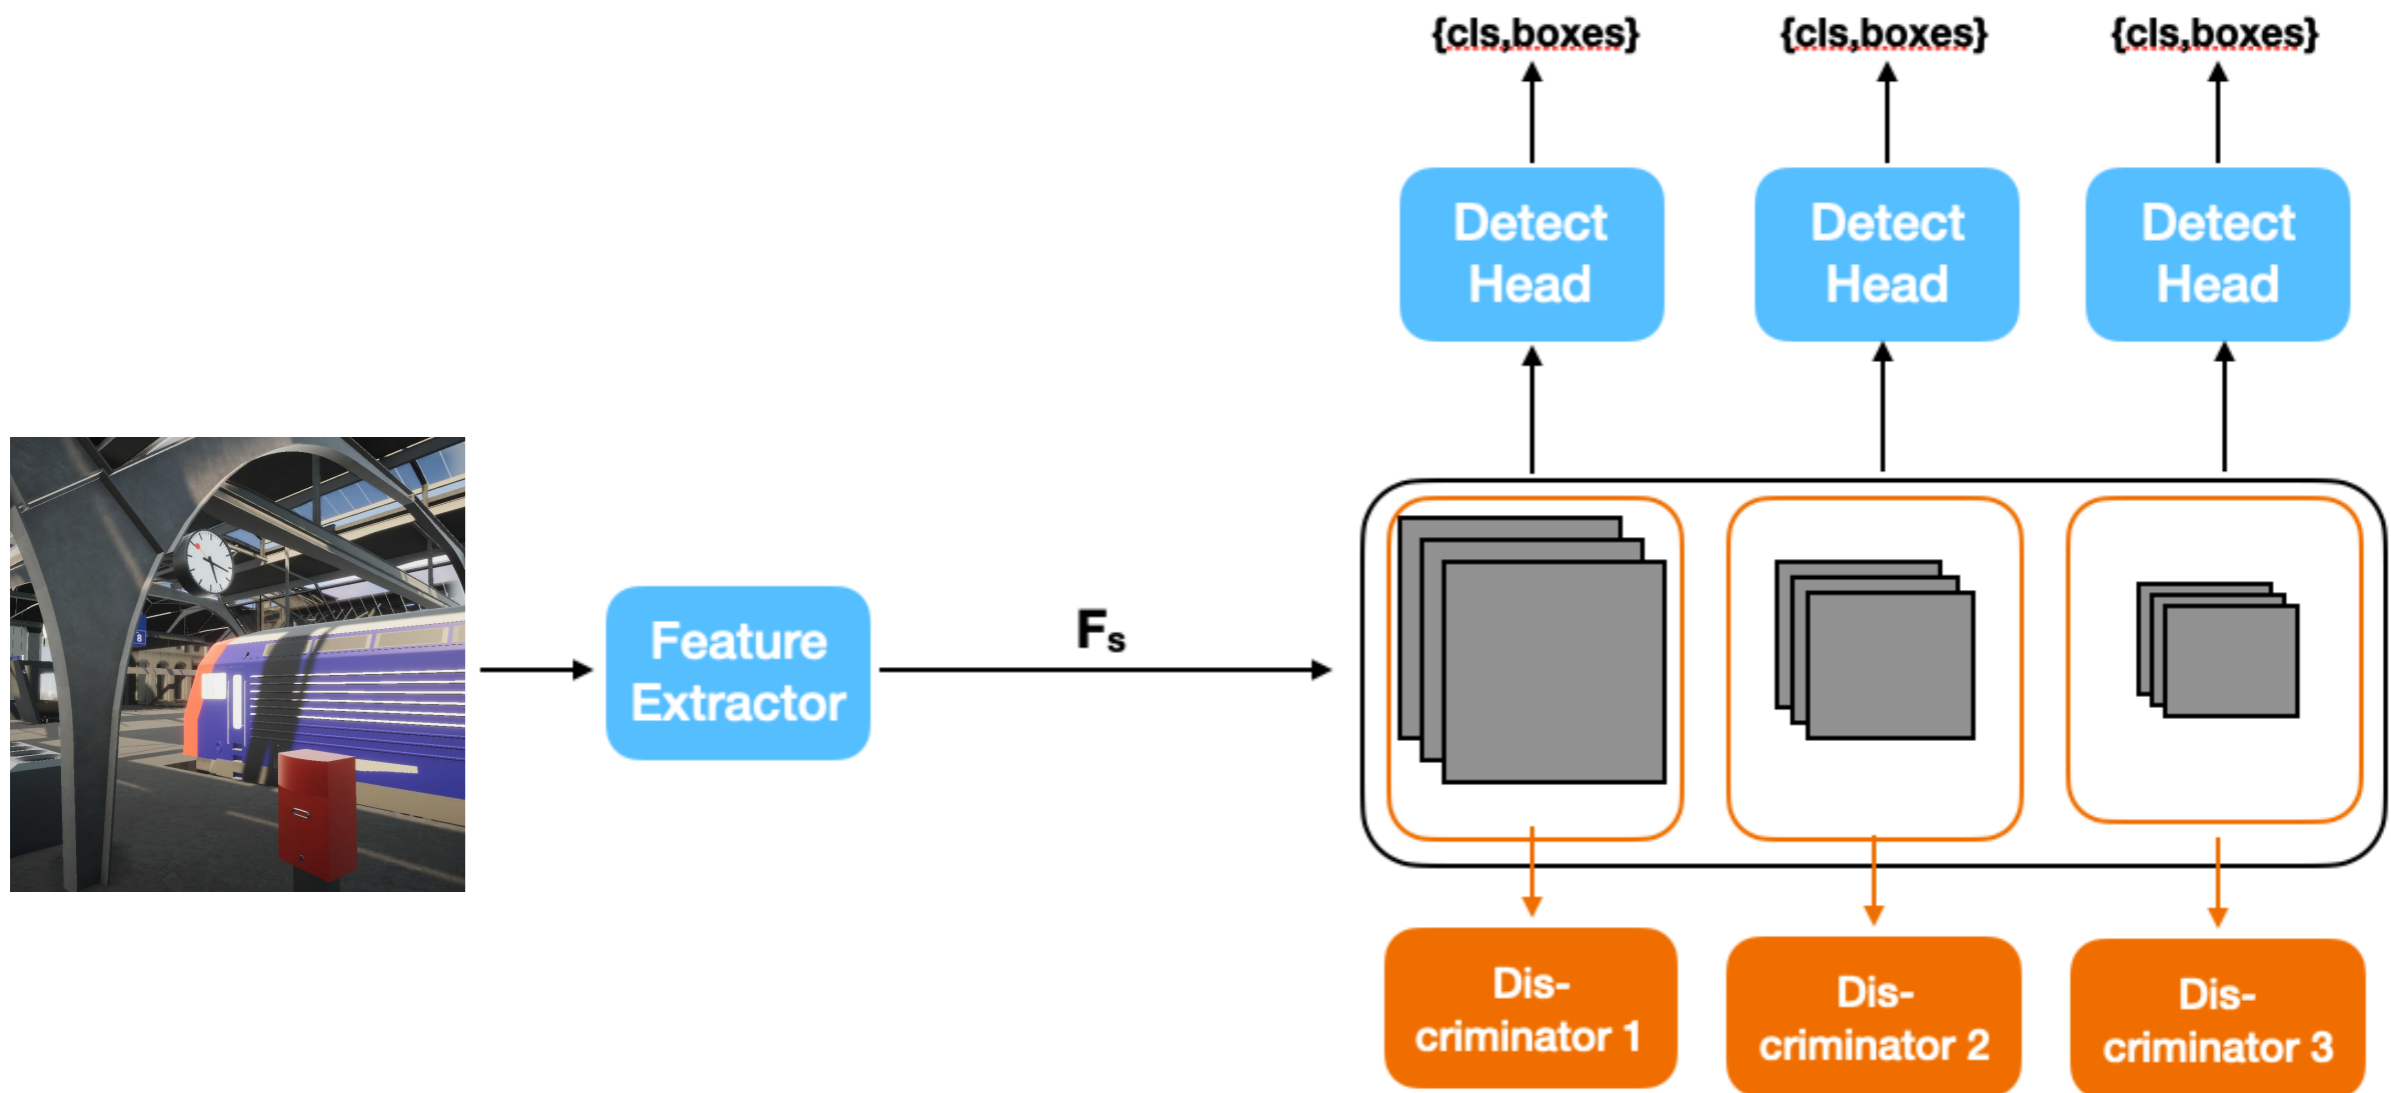 {cls,boxes} {cls,boxes} {cls,boxes}
Detect Detect Detect
Head Head Head
Feature
Extractor
Fs
Dis-
criminator 1
Dis-
criminator 2
Dis-
criminator 3